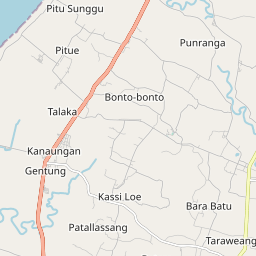 Pitu Sunggu
Pitue
Punranga
Bonto-bonto
Talaka
Kanaungan
Gentung
Kassi Loe
Bara Batu
Patallassang
Taraweang